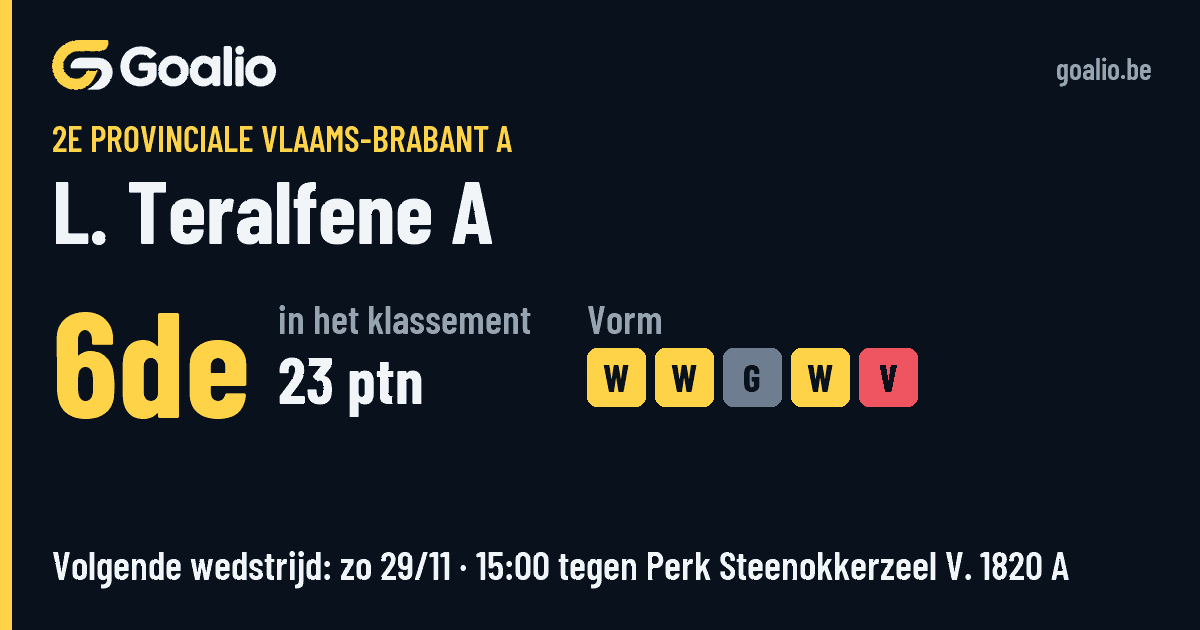 Goalio
goalio.be
2E PROVINCIALE VLAAMS-BRABANT A
L. Teralfene A
6de
in het klassement
23 ptn
Vorm
W W G W V
Volgende wedstrijd: zo 29/11 · 15:00 tegen Perk Steenokkerzeel V. 1820 A